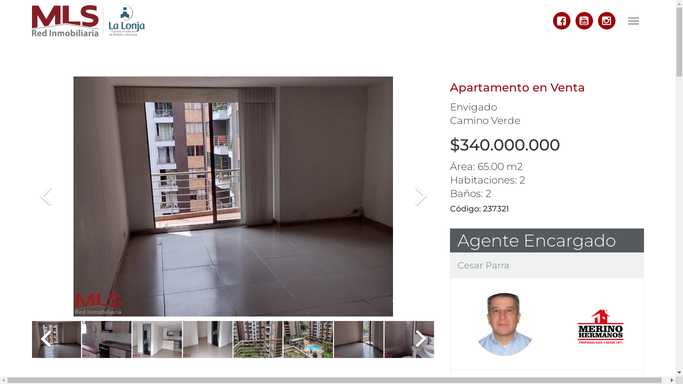 MLS
Red Inmobiliaria
La Lonja
Apartamento en Venta
Envigado
Camino Verde
$340.000.000
Área: 65.00 m2
Habitaciones: 2
Baños: 2
Código: 237321
Agente Encargado
Cesar Parra
MERINO
HERMANOS
MLS
Red Inmobiliaria